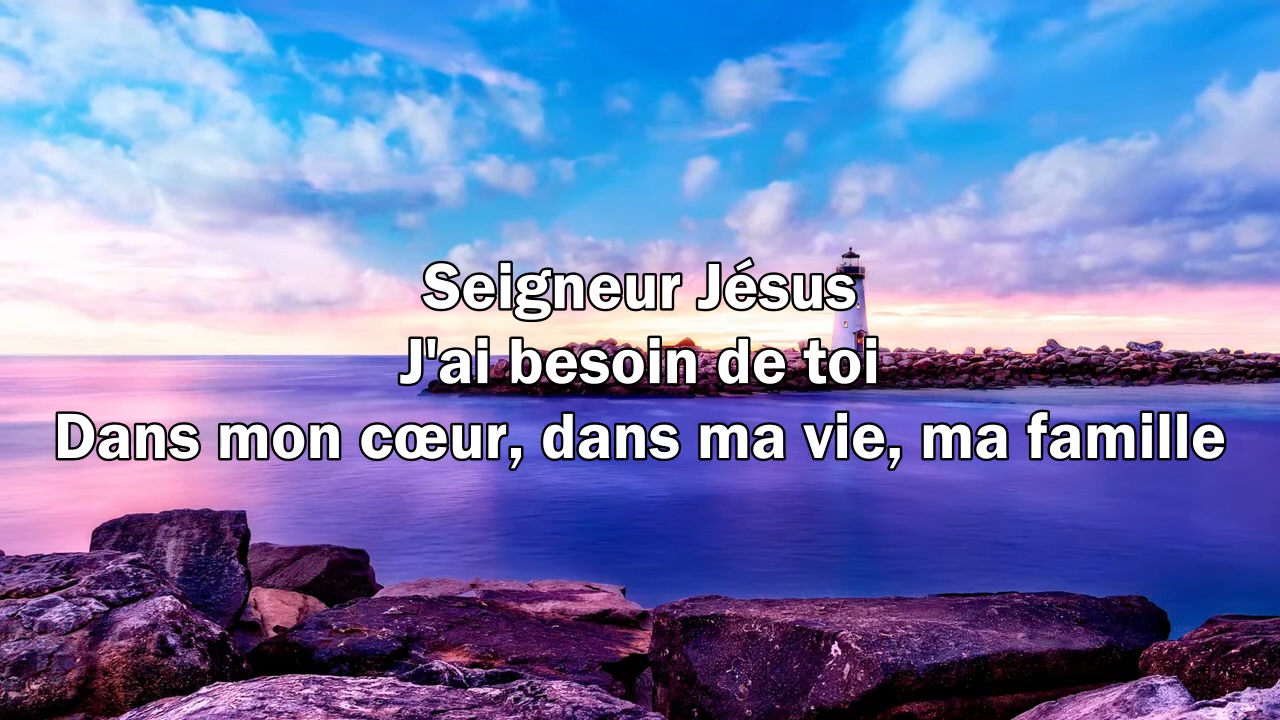 Seigneur Jésus
J'ai besoin de toi
Dans mon cœur, dans ma vie, ma famille